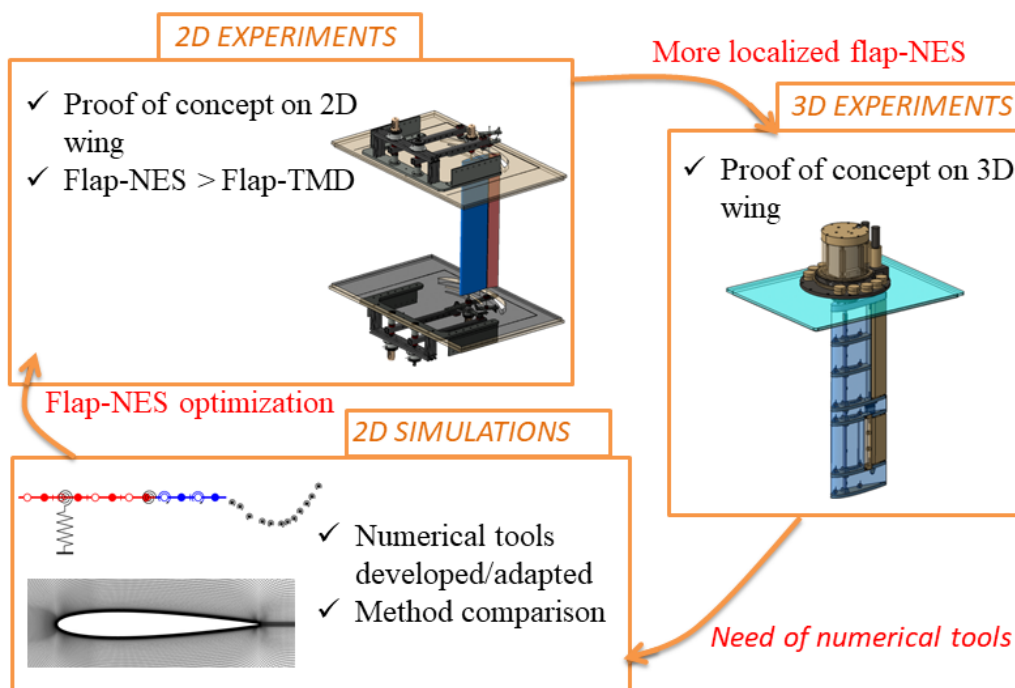 2D EXPERIMENTS
✓ Proof of concept on 2D
wing
✓ Flap-NES > Flap-TMD
More localized flap-NES
3D EXPERIMENTS
✓ Proof of concept on 3D
wing
Flap-NES optimization
2D SIMULATIONS
✓ Numerical tools
developed/adapted
✓ Method comparison
Need of numerical tools